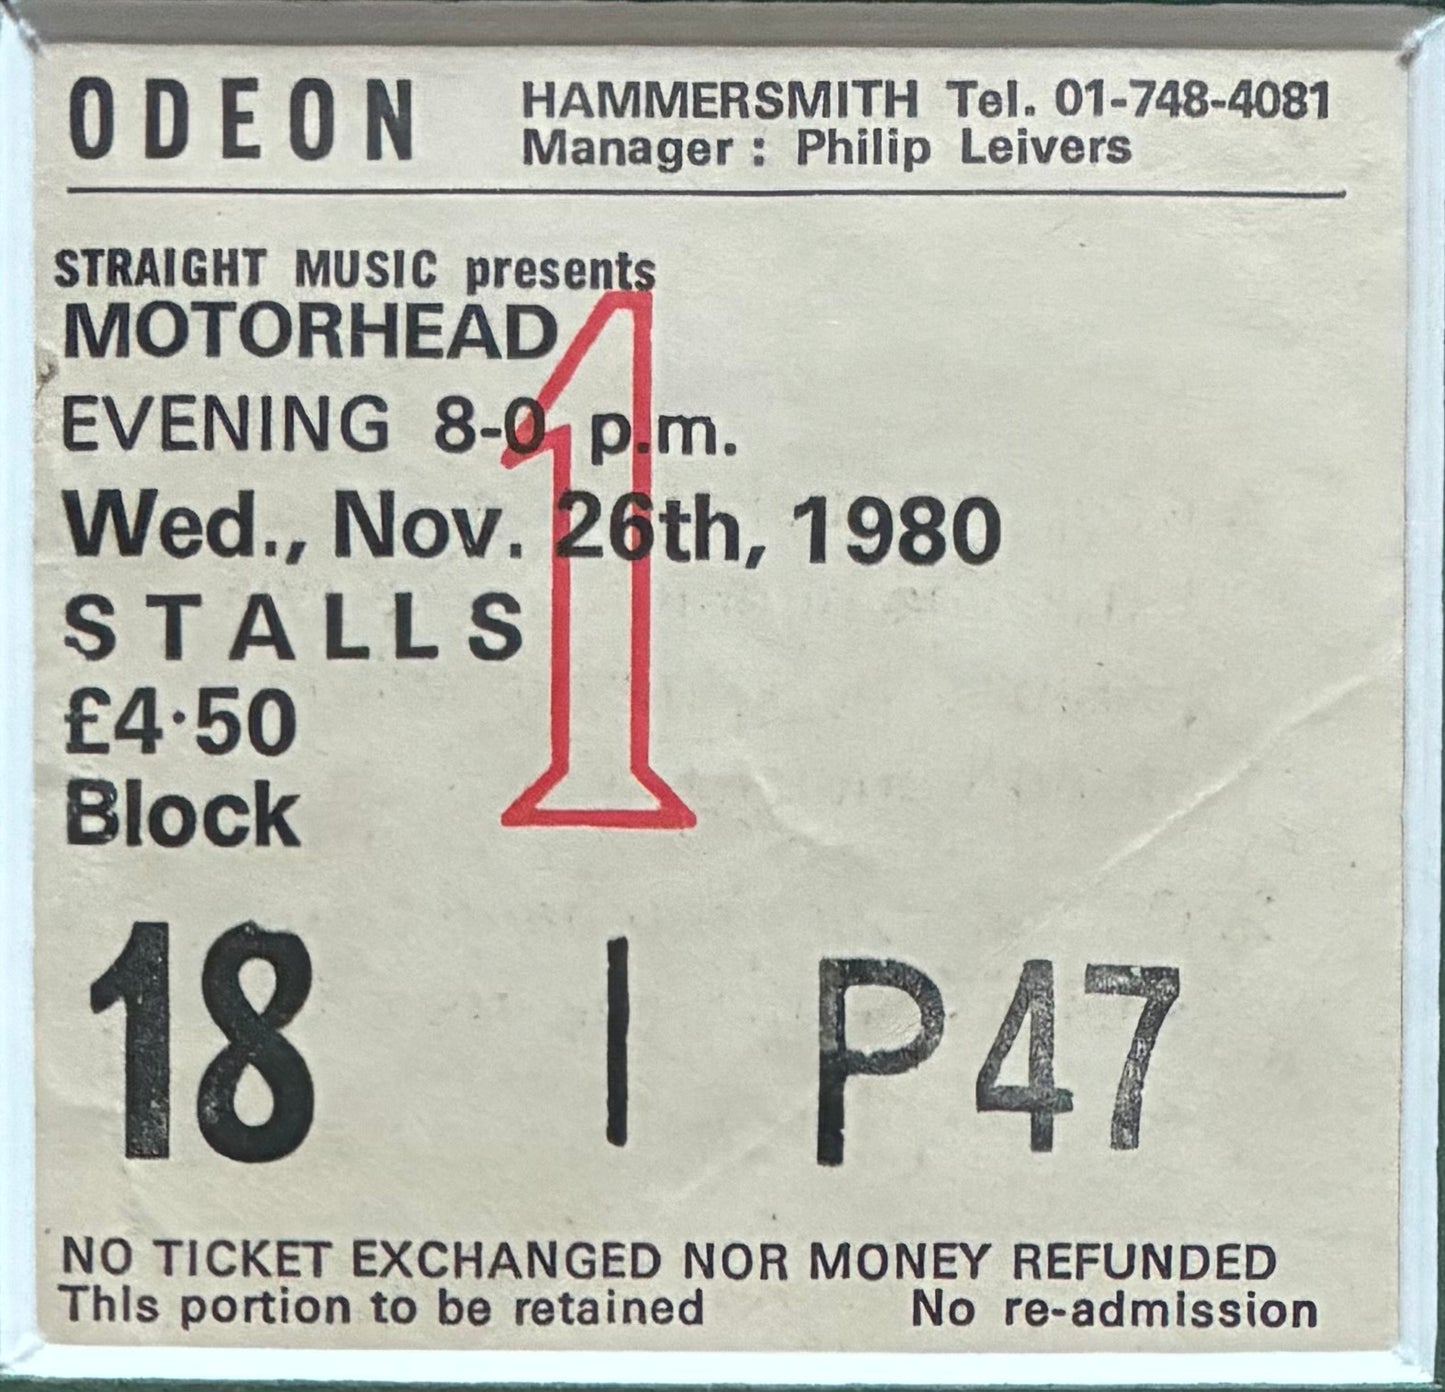 ODEON HAMMERSMITH Tel. 01-748-4081
Manager : Philip Leivers
STRAIGHT MUSIC presents
MOTORHEAD
EVENING 8-0 p.m.
Wed., Nov. 26th, 1980
STALLS
£4·50
Block
1
18 | P47
NO TICKET EXCHANGED NOR MONEY REFUNDED
This portion to be retained No re-admission